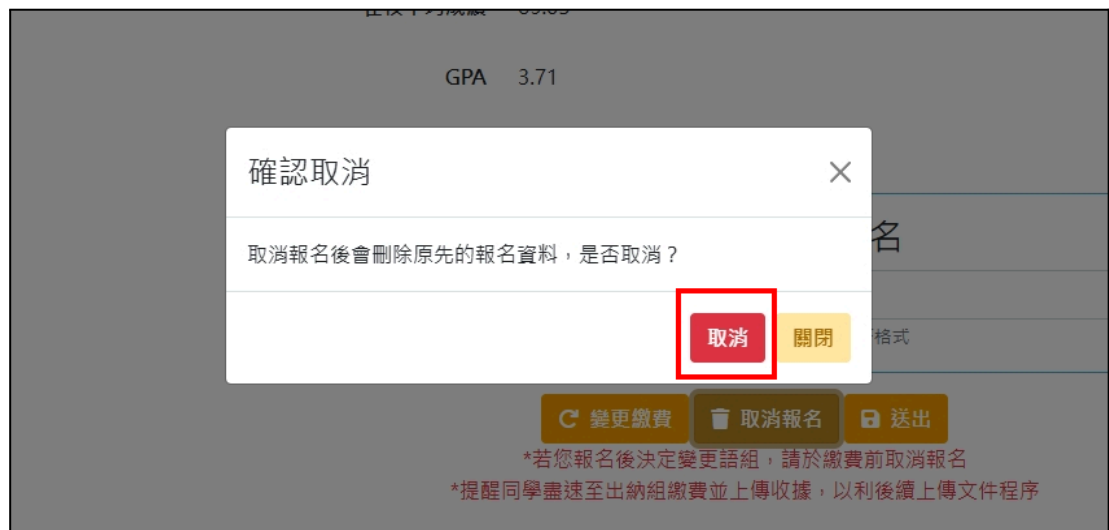 GPA 3.71
確認取消
取消報名後會刪除原先的報名資料，是否取消？
名
取消 關閉
格式
變更繳費 取消報名 送出
*若您報名後決定變更語組，請於繳費前取消報名
*提醒同學盡速至出納組繳費並上傳收據，以利後續上傳文件程序